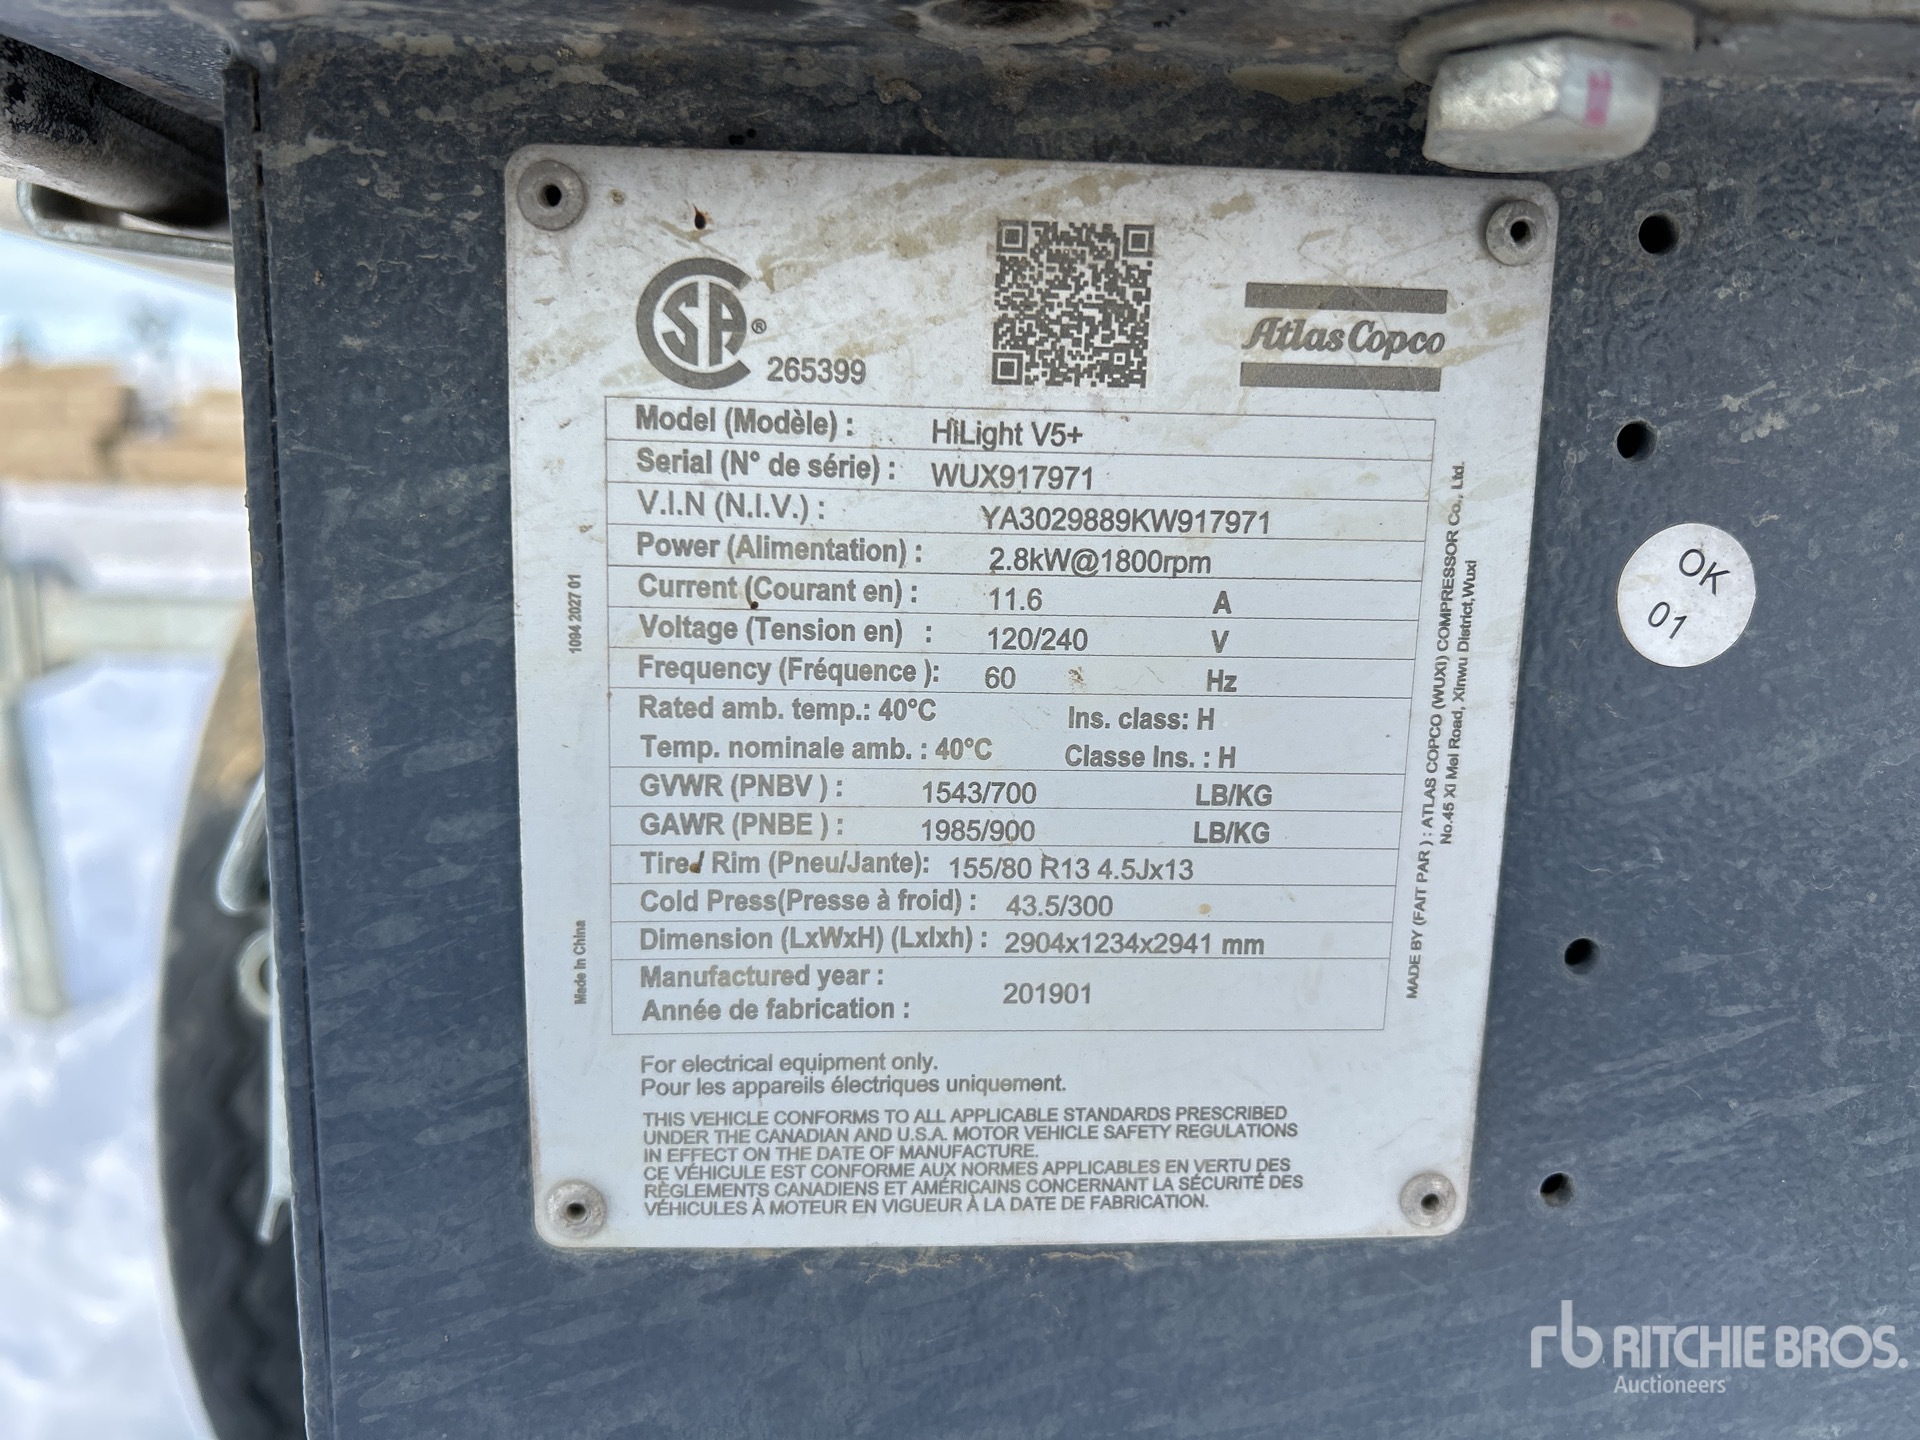 CSA ® 265399
Atlas Copco
Model (Modèle) : HiLight V5+
Serial (N° de série) : WUX917971
V.I.N (N.I.V.) : YA3029889KW917971
Power (Alimentation) : 2.8kW@1800rpm
Current (Courant en) : 11.6 A
Voltage (Tension en) : 120/240 V
Frequency (Fréquence ): 60 Hz
Rated amb. temp.: 40°C Ins. class: H
Temp. nominale amb. : 40°C Classe Ins. : H
GVWR (PNBV ) : 1543/700 LB/KG
GAWR (PNBE ) : 1985/900 LB/KG
Tire/ Rim (Pneu/Jante): 155/80 R13 4.5Jx13
Cold Press(Presse à froid) : 43.5/300
Dimension (LxWxH) (Lxlxh) : 2904x1234x2941 mm
Manufactured year :
Année de fabrication : 201901
For electrical equipment only.
Pour les appareils électriques uniquement.
THIS VEHICLE CONFORMS TO ALL APPLICABLE STANDARDS PRESCRIBED
UNDER THE CANADIAN AND U.S.A. MOTOR VEHICLE SAFETY REGULATIONS
IN EFFECT ON THE DATE OF MANUFACTURE.
CE VÉHICULE EST CONFORME AUX NORMES APPLICABLES EN VERTU DES
RÈGLEMENTS CANADIENS ET AMÉRICAINS CONCERNANT LA SÉCURITÉ DES
VÉHICULES À MOTEUR EN VIGUEUR À LA DATE DE FABRICATION.
1094 2027 01
Made in China
MADE BY (FAIT PAR ) : ATLAS COPCO (WUXI) COMPRESSOR Co., Ltd.
No.45 Xi Mei Road, Xinwu District,Wuxi
OK
01
rb RITCHIE BROS.
Auctioneers